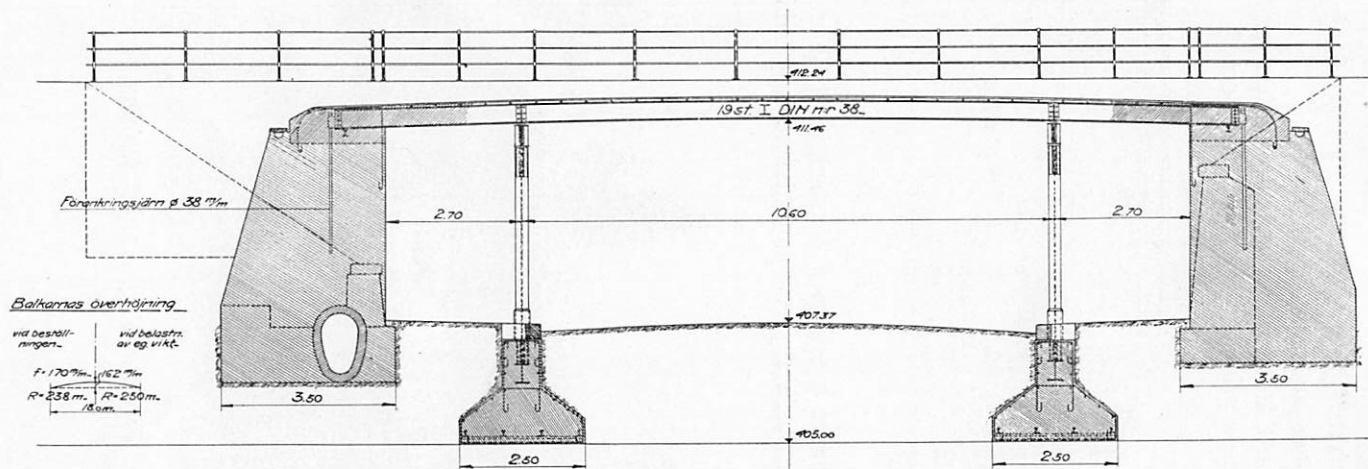 412.24
19 st. I DIN nr 38.
411.46
Förankringsjärn ø 38 m/m
2.70
10.60
2.70
Balkarnas överhöjning
vid beställ-
ningen.
vid belastn.
av eg. vikt.
407.37
f=170 m/m
162 m/m
R=238 m.
R=250 m.
18.0 m.
3.50
3.50
405.00
2.50
2.50